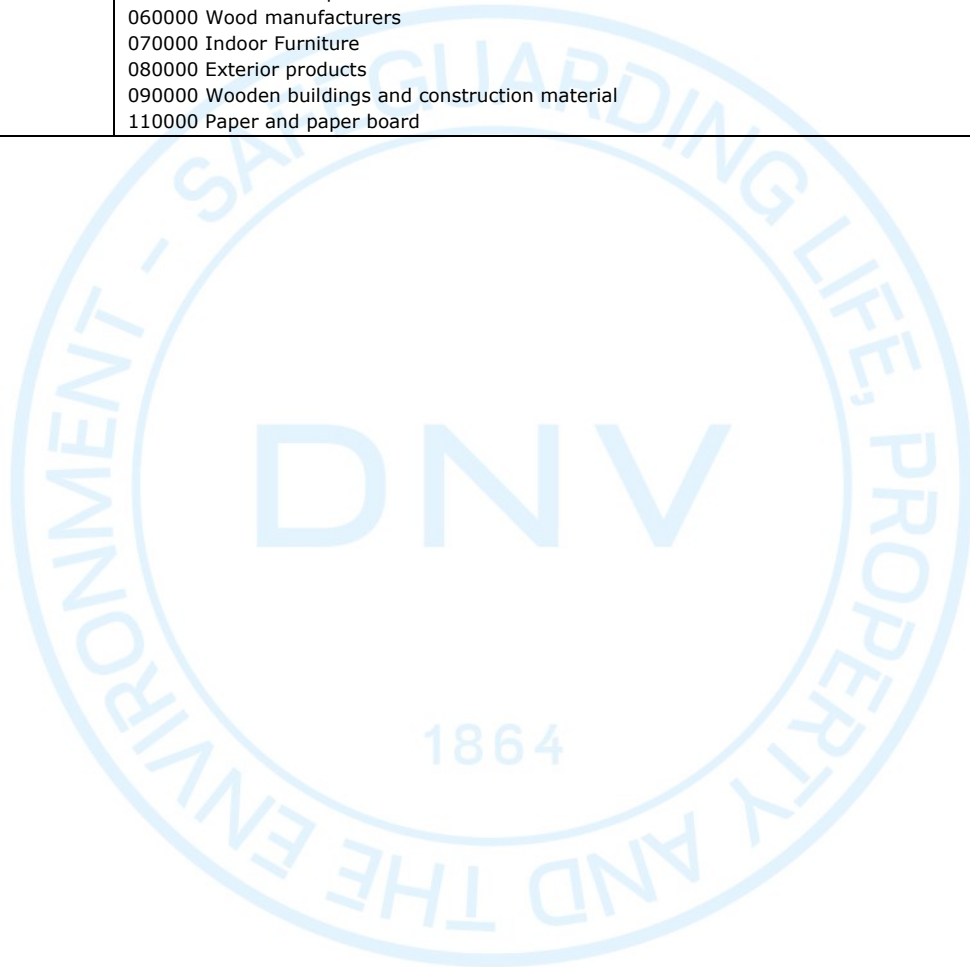 060000 Wood manufacturers
070000 Indoor Furniture
080000 Exterior products
090000 Wooden buildings and construction material
110000 Paper and paper board
SAFEGUARDING LIFE, PROPERTY AND THE ENVIRONMENT -
DNV
1864